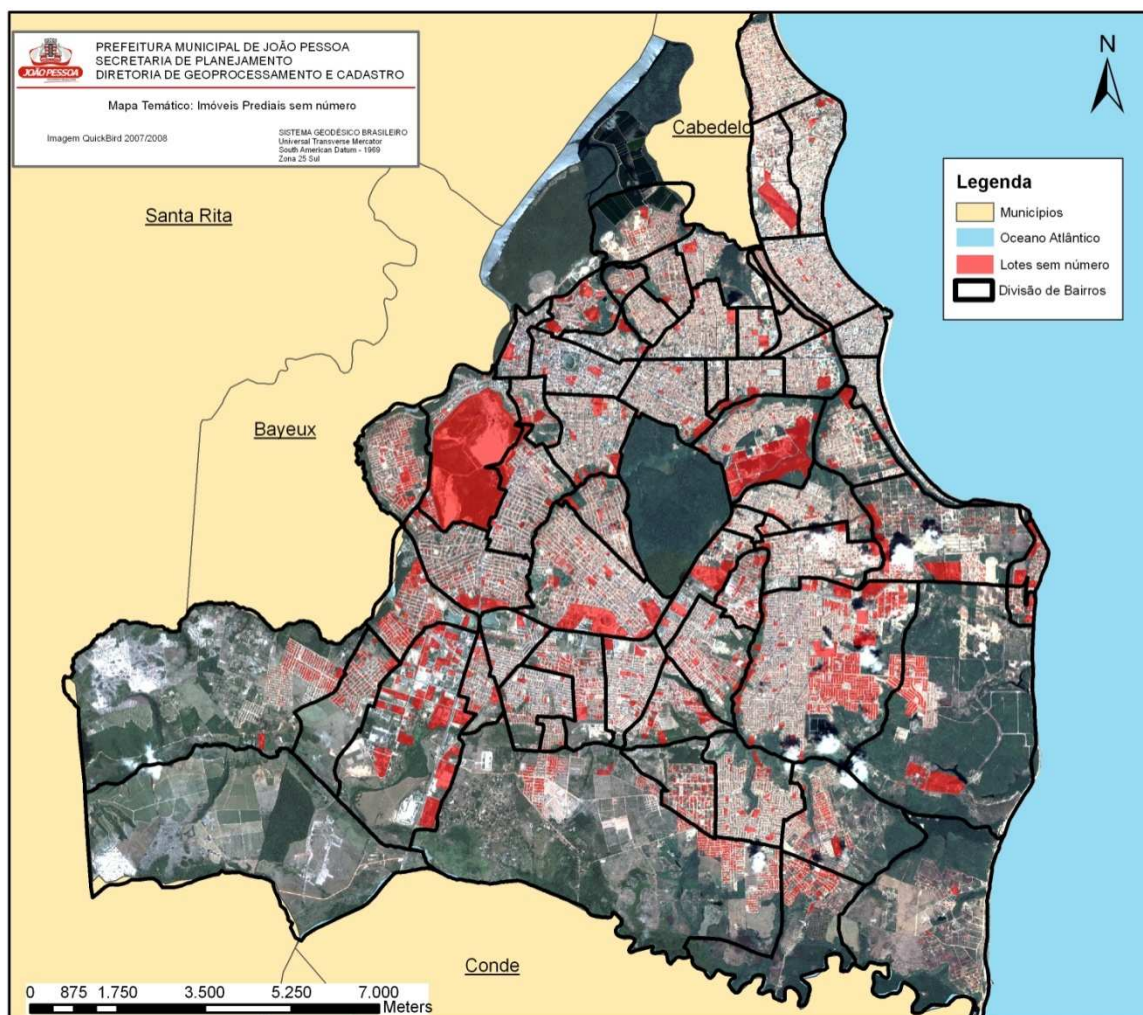 PREFEITURA MUNICIPAL DE JOÃO PESSOA
SECRETARIA DE PLANEJAMENTO
DIRETORIA DE GEOPROCESSAMENTO E CADASTRO
JOÃO PESSOA
Mapa Temático: Imóveis Prediais sem número
Imagem QuickBird 2007/2008
SISTEMA GEODÉSICO BRASILEIRO
Universal Transverse Mercator
South American Datum - 1969
Zona 25 Sul
N
Cabedelo
Legenda
Municípios
Oceano Atlântico
Lotes sem número
Divisão de Bairros
Santa Rita
Bayeux
Conde
0 875 1.750 3.500 5.250 7.000
Meters